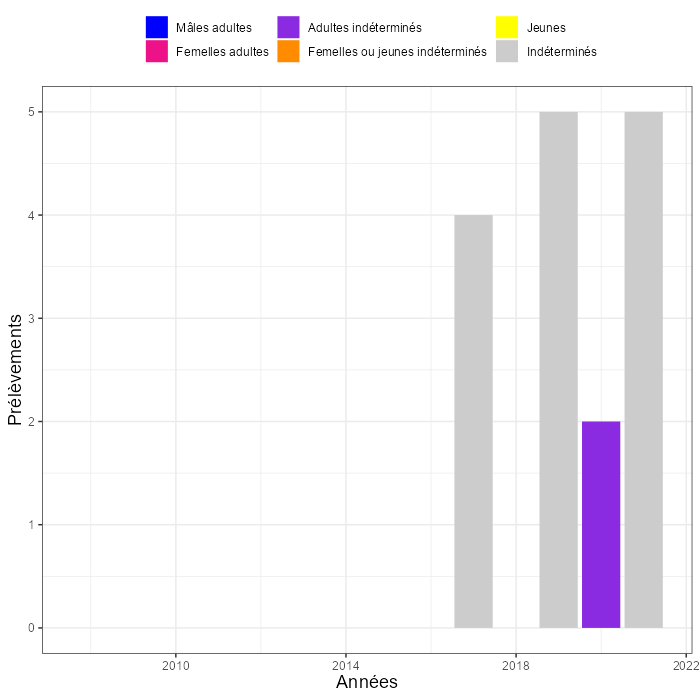 Mâles adultes
Adultes indéterminés
Jeunes
Femelles adultes
Femelles ou jeunes indéterminés
Indéterminés
5
4
3
2
1
0
Prélèvements
2010
2014
2018
2022
Années